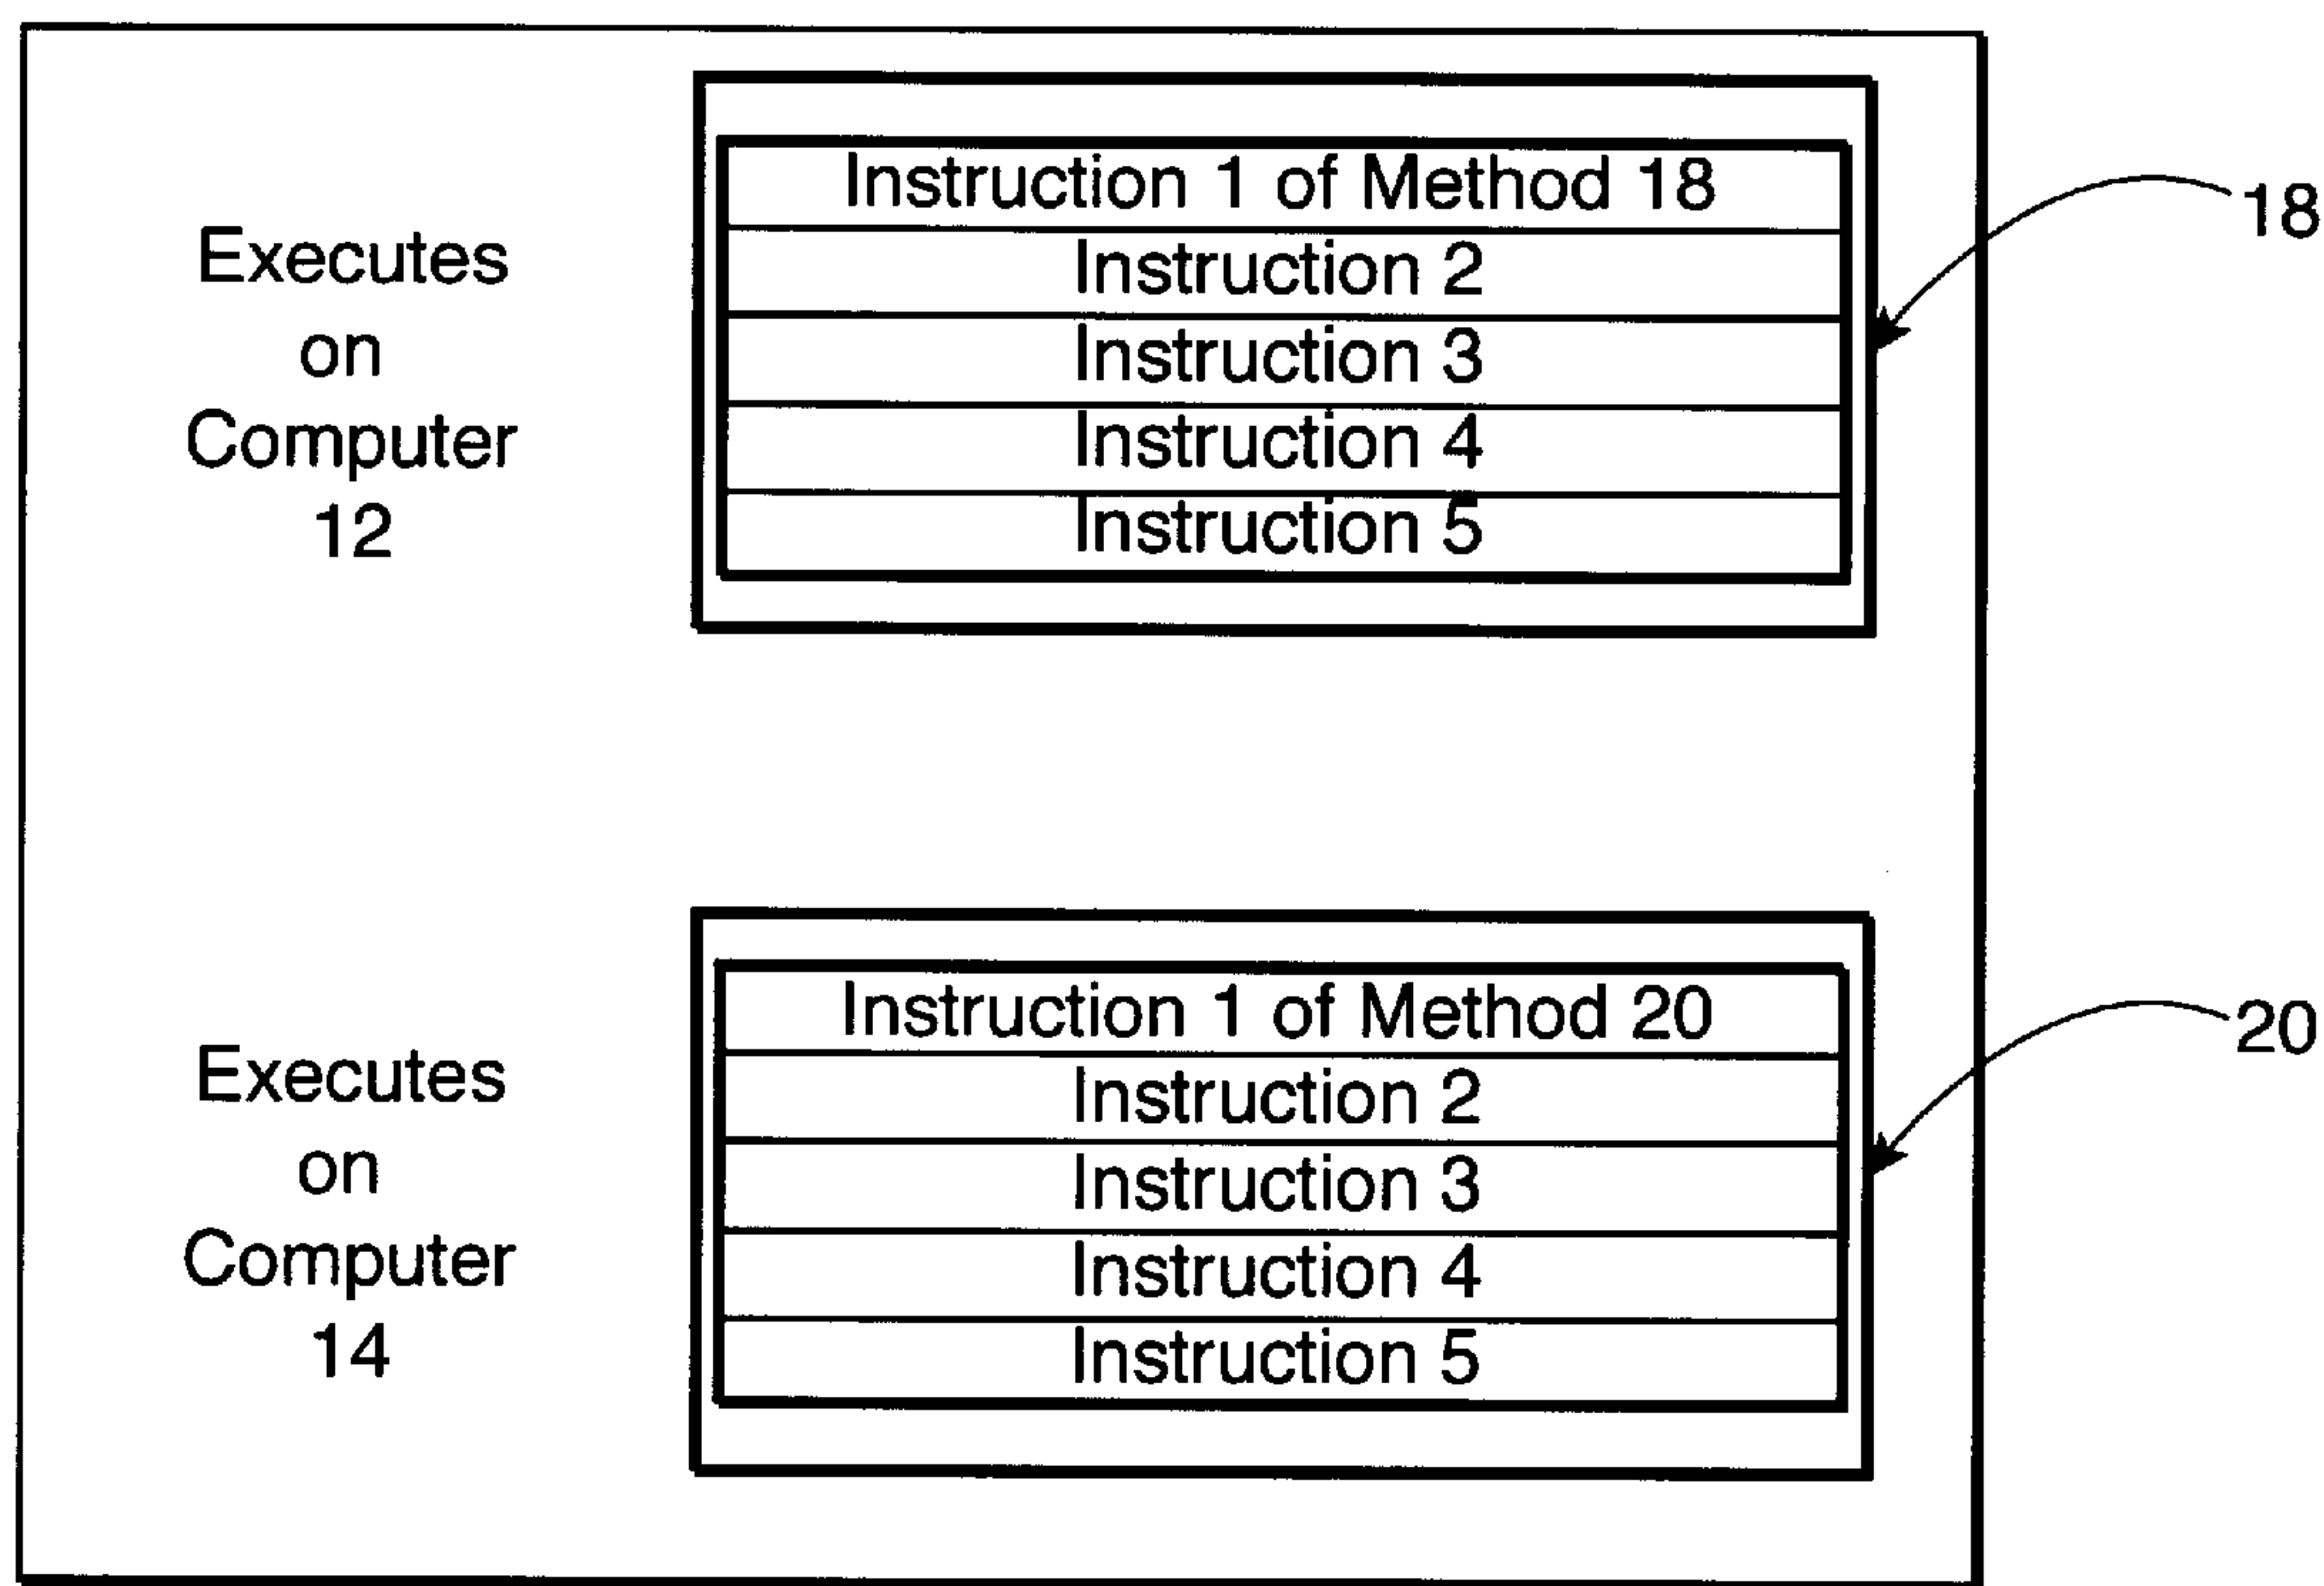 Executes
on
Computer
12
Instruction 1 of Method 18
Instruction 2
Instruction 3
Instruction 4
Instruction 5
18
Executes
on
Computer
14
Instruction 1 of Method 20
Instruction 2
Instruction 3
Instruction 4
Instruction 5
20